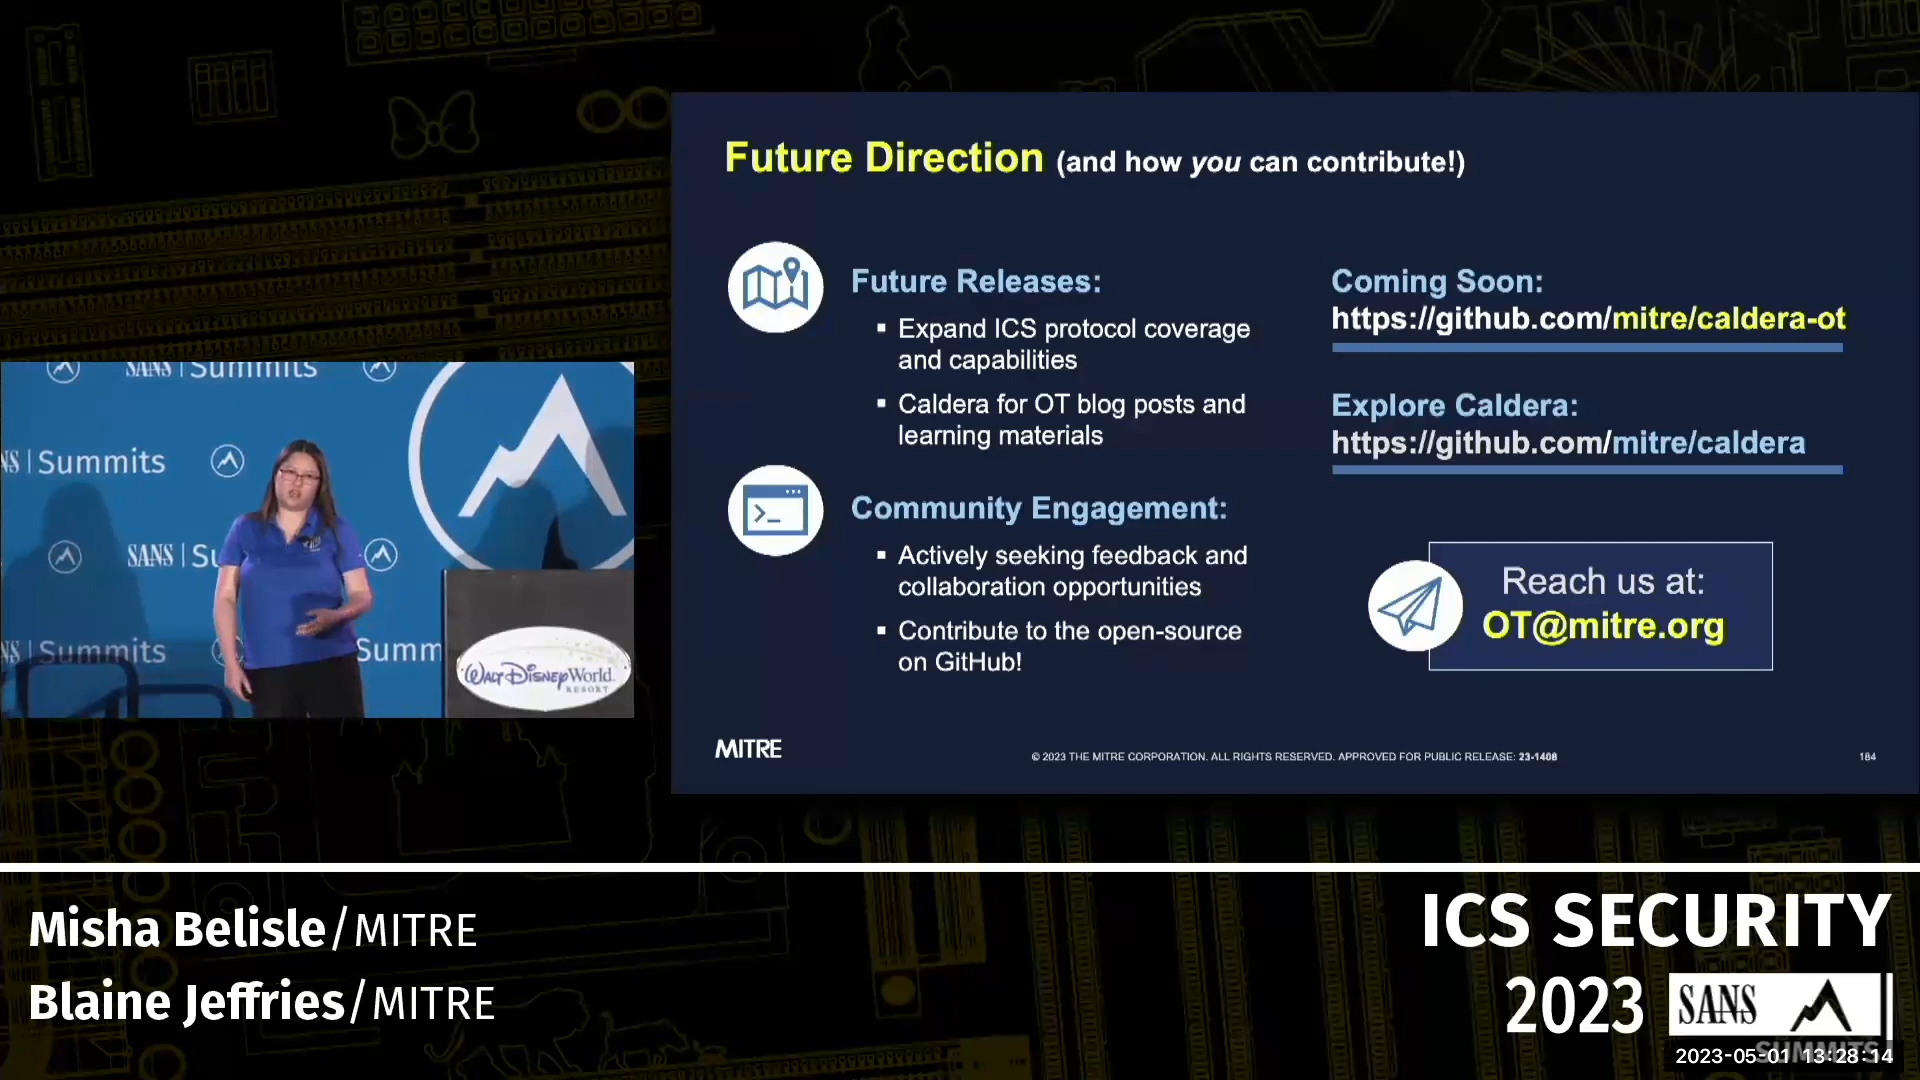 Future Direction (and how you can contribute!)
Future Releases:
▪ Expand ICS protocol coverage
and capabilities
▪ Caldera for OT blog posts and
learning materials
Community Engagement:
▪ Actively seeking feedback and
collaboration opportunities
▪ Contribute to the open-source
on GitHub!
Coming Soon:
https://github.com/mitre/caldera-ot
Explore Caldera:
https://github.com/mitre/caldera
Reach us at:
OT@mitre.org
MITRE
© 2023 THE MITRE CORPORATION. ALL RIGHTS RESERVED. APPROVED FOR PUBLIC RELEASE: 23-1408
184
SANS | Summits
NS | Summits
SANS | Su
NS | Summits
Summ
WALT DISNEY World
RESORT
Misha Belisle/MITRE
Blaine Jeffries/MITRE
ICS SECURITY
2023
SANS
SUMMITS
2023-05-01 13:28:14